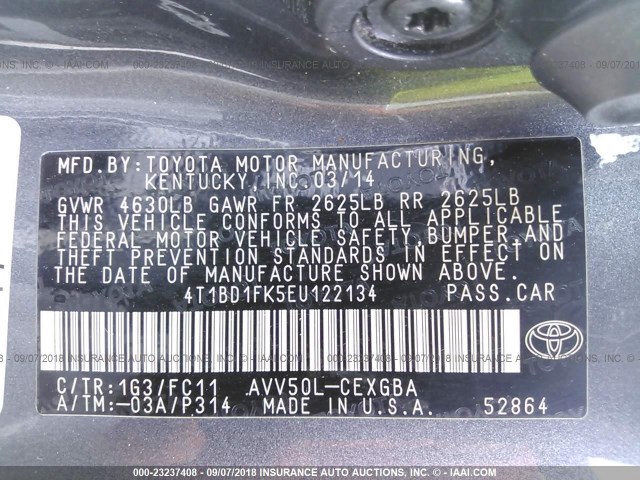 MFD.BY:TOYOTA MOTOR MANUFACTURING,
KENTUCKY,INC.03/14
GVWR 4630LB GAWR FR 2625LB RR 2625LB
THIS VEHICLE CONFORMS TO ALL APPLICABLE
FEDERAL MOTOR VEHICLE SAFETY,BUMPER,AND
THEFT PREVENTION STANDARDS IN EFFECT ON
THE DATE OF MANUFACTURE SHOWN ABOVE.
4T1BD1FK5EU122134 PASS.CAR
C/TR:1G3/FC11 AVV50L-CEXGBA
A/TM:-03A/P314 MADE IN U.S.A. 52864
000-23237408 - 09/07/2018 INSURANCE AUTO AUCTIONS - IAAI.COM